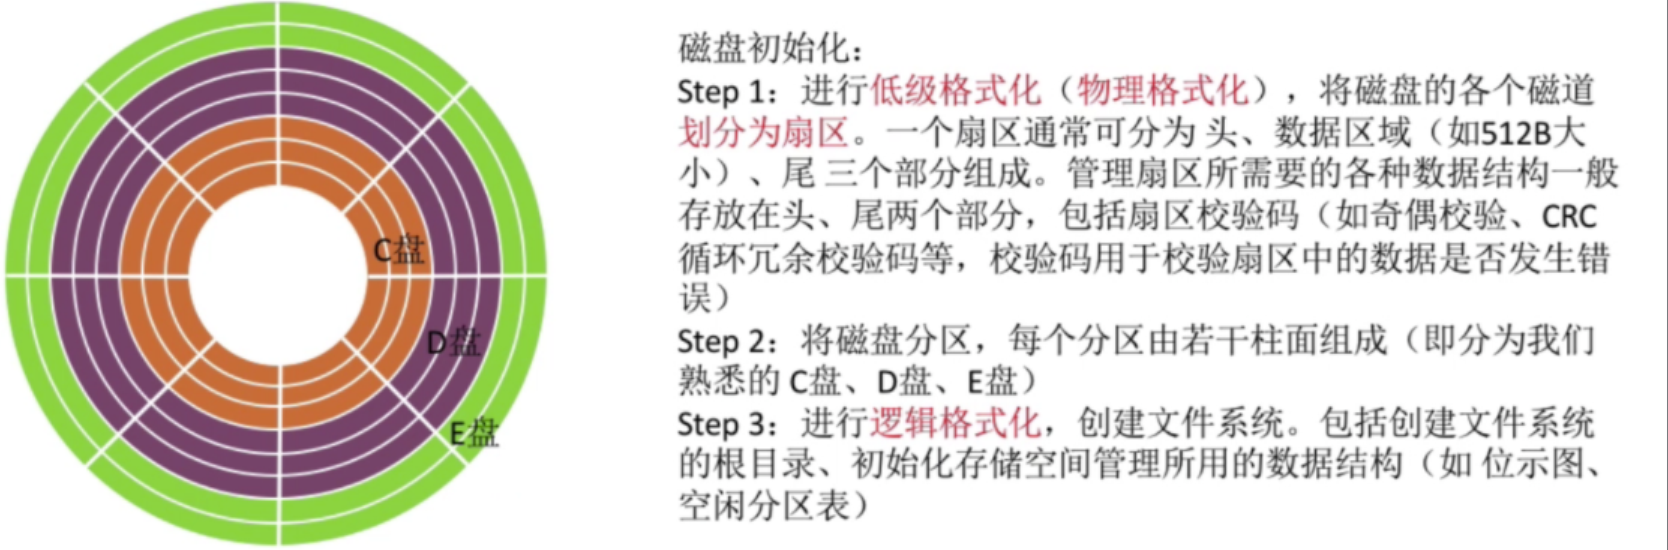 C盘
D盘
E盘
磁盘初始化：
Step 1：进行低级格式化（物理格式化），将磁盘的各个磁道
划分为扇区。一个扇区通常可分为 头、数据区域（如512B大
小）、尾 三个部分组成。管理扇区所需要的各种数据结构一般
存放在头、尾两个部分，包括扇区校验码（如奇偶校验、CRC
循环冗余校验码等，校验码用于校验扇区中的数据是否发生错
误）
Step 2：将磁盘分区，每个分区由若干柱面组成（即分为我们
熟悉的 C盘、D盘、E盘）
Step 3：进行逻辑格式化，创建文件系统。包括创建文件系统
的根目录、初始化存储空间管理所用的数据结构（如 位示图、
空闲分区表）